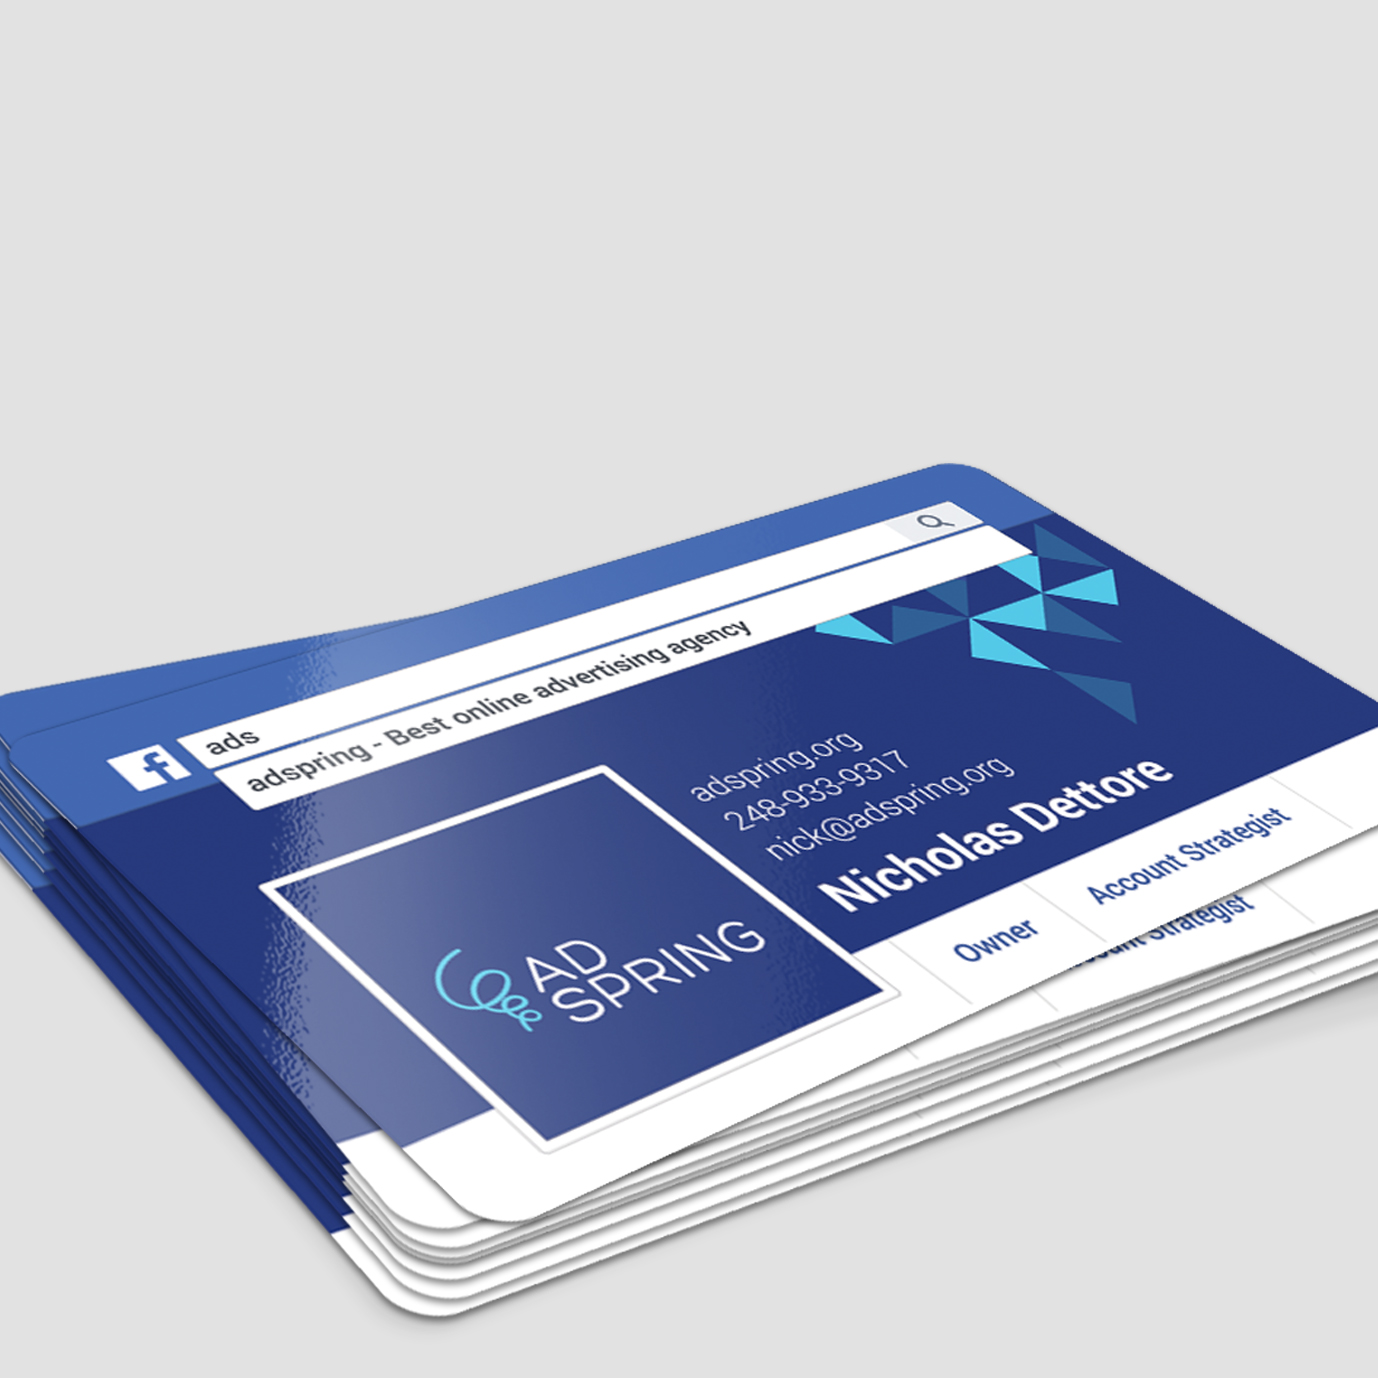 ads
adspring - Best online advertising agency
adspring.org
248-933-9317
nick@adspring.org
Nicholas Dettore
AD
SPRING
Owner
Account Strategist
Strategist